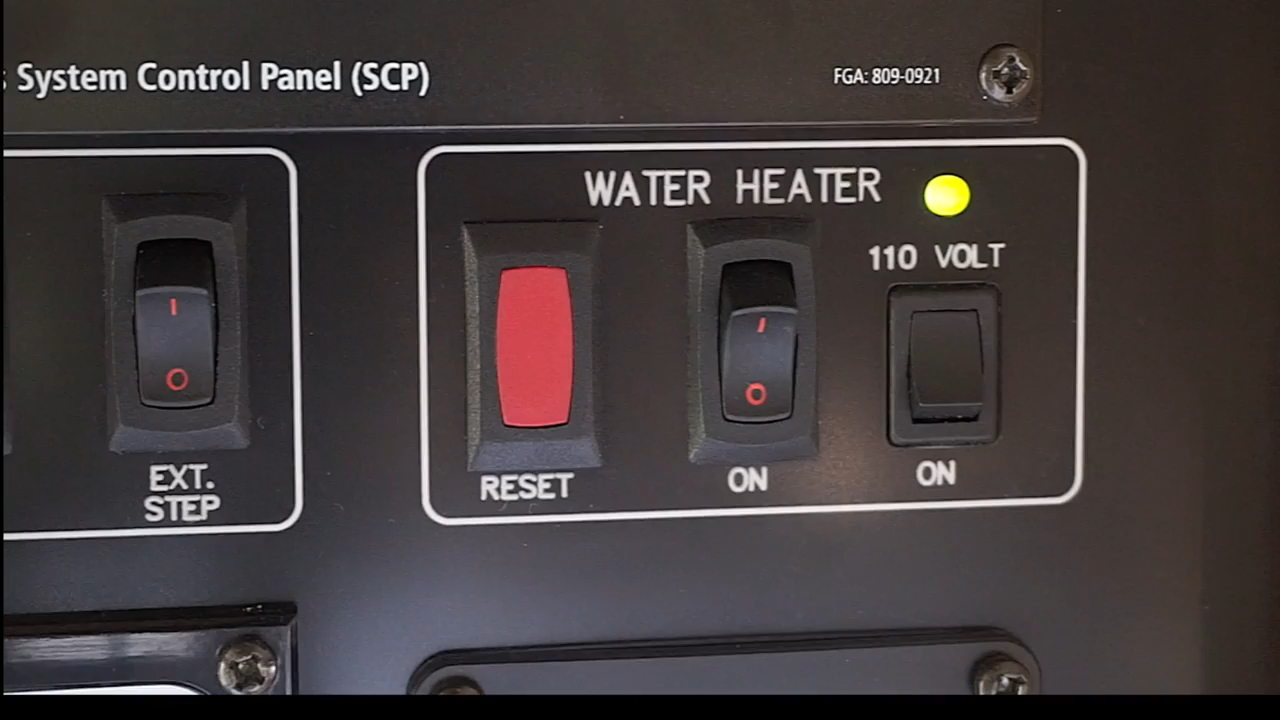 System Control Panel (SCP)
FGA: 809-0921
WATER HEATER
110 VOLT
I
O
I
O
EXT.
STEP
RESET
ON
ON